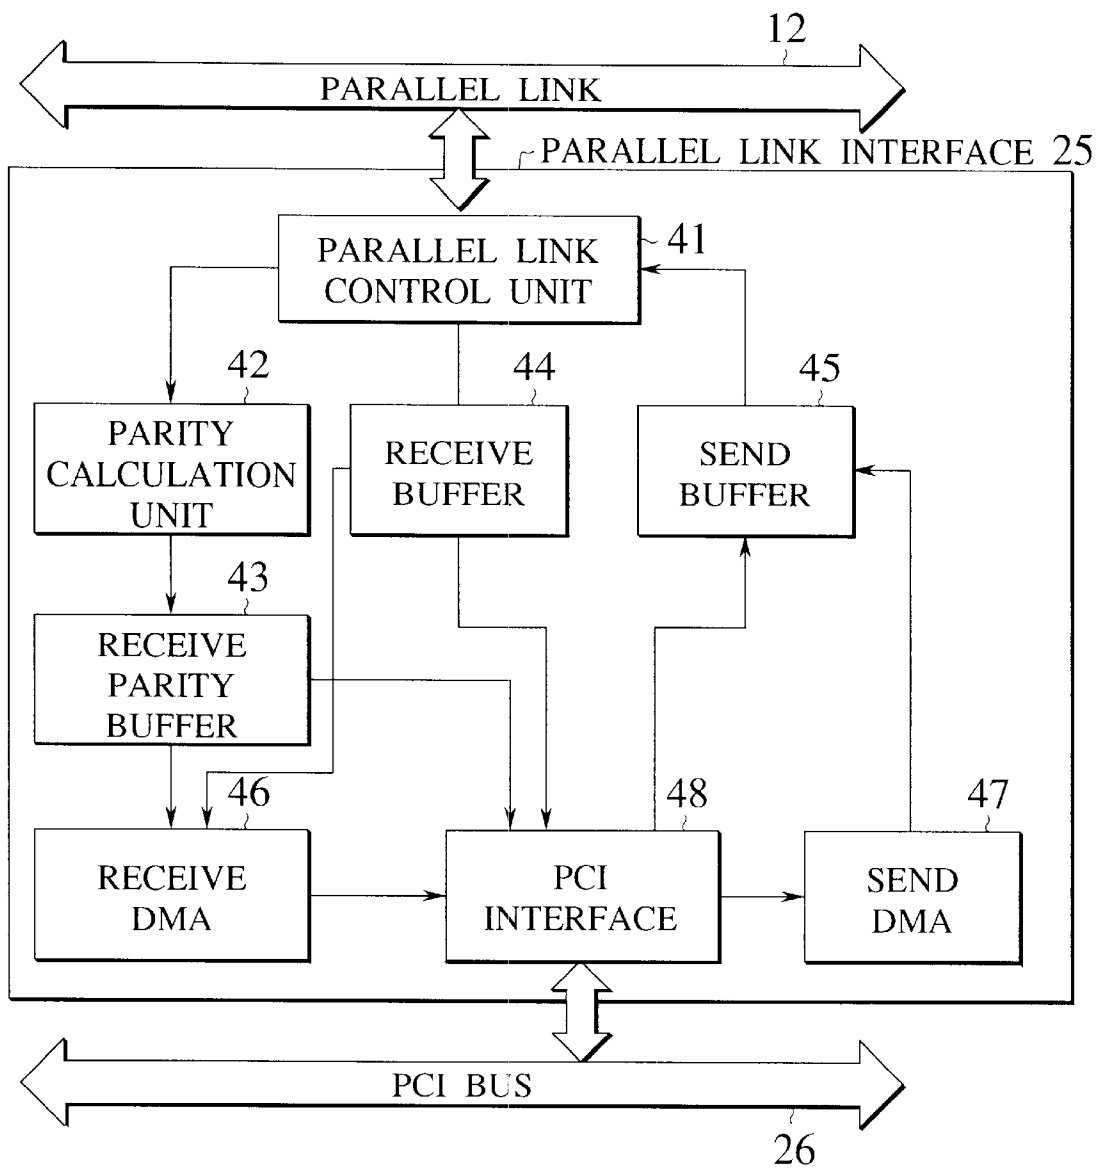 12
PARALLEL LINK
PARALLEL LINK INTERFACE 25
PARALLEL LINK
CONTROL UNIT
41
42
PARITY
CALCULATION
UNIT
44
RECEIVE
BUFFER
45
SEND
BUFFER
43
RECEIVE
PARITY
BUFFER
46
RECEIVE
DMA
48
PCI
INTERFACE
47
SEND
DMA
PCI BUS
26